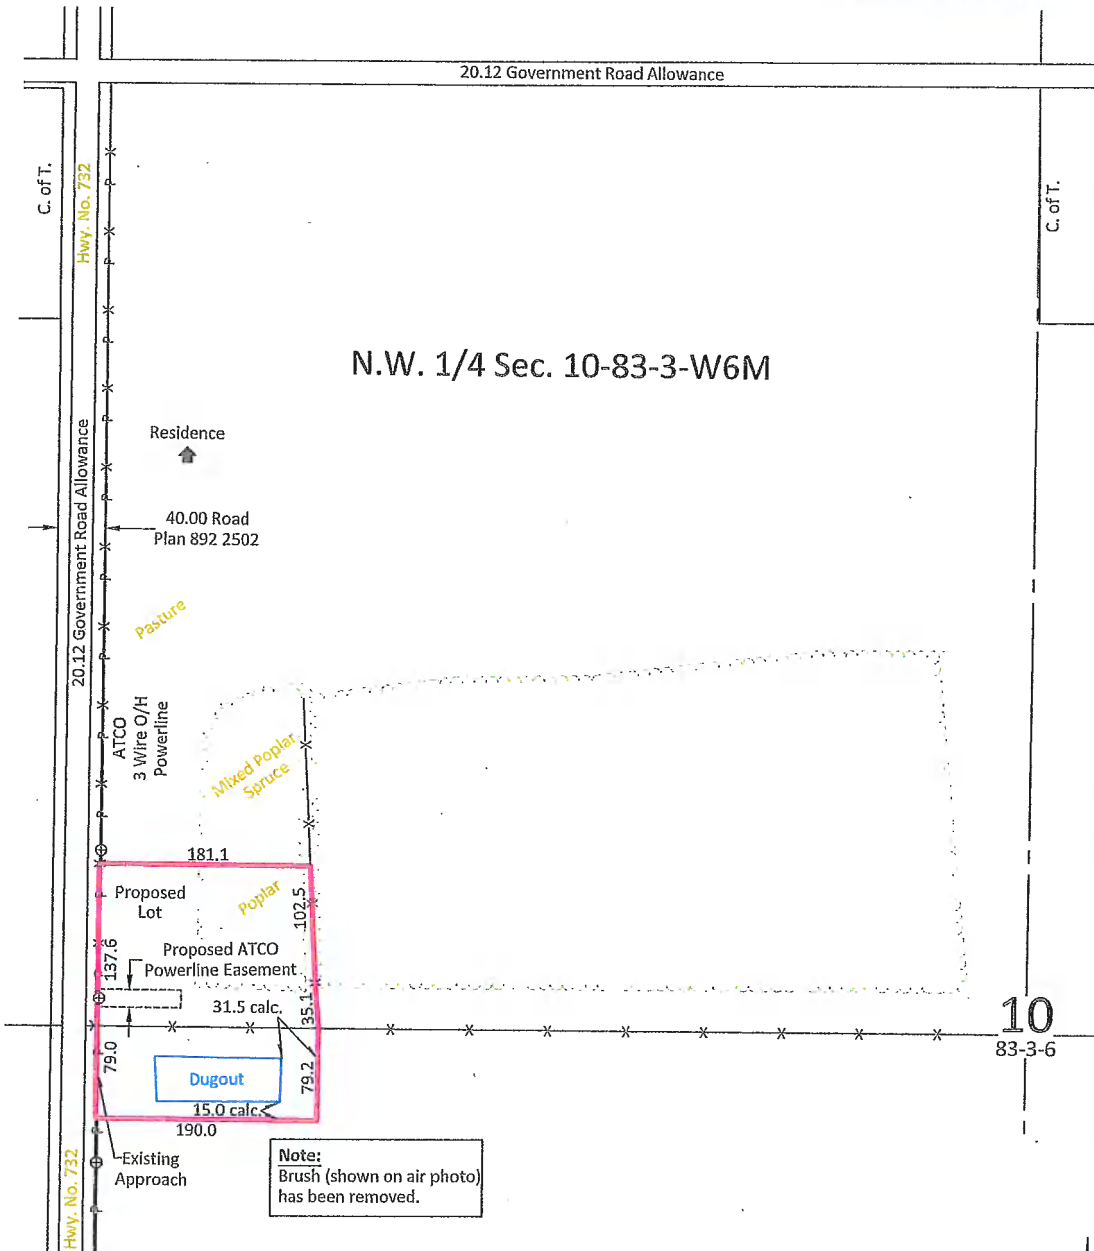 20.12 Government Road Allowance
C. of T.
Hwy. No. 732
C. of T.
N.W. 1/4 Sec. 10-83-3-W6M
Residence
20.12 Government Road Allowance
40.00 Road
Plan 892 2502
Pasture
ATCO
3 Wire O/H
Powerline
Mixed Poplar
Spruce
181.1
Proposed
Lot
Poplar
102.5
137.6
Proposed ATCO
Powerline Easement
31.5 calc.
35.1
10
83-3-6
79.0
Dugout
79.2
15.0 calc.
190.0
Existing
Approach
Note:
Brush (shown on air photo)
has been removed.
Hwy. No. 732